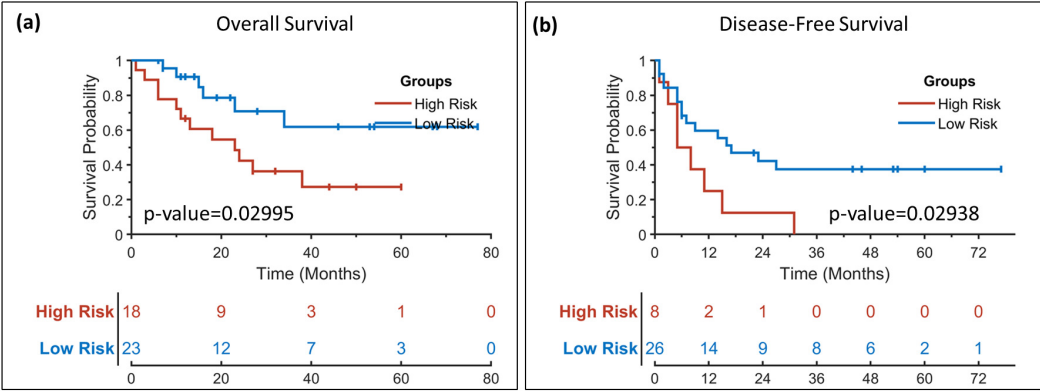 (a)
Overall Survival
1
0.8
0.6
0.4
0.2
0
Survival Probability
Groups
High Risk
Low Risk
p-value=0.02995
0 20 40 60 80
Time (Months)
High Risk 18 9 3 1 0
Low Risk 23 12 7 3 0
0 20 40 60 80
(b)
Disease-Free Survival
1
0.8
0.6
0.4
0.2
0
Survival Probability
Groups
High Risk
Low Risk
p-value=0.02938
0 12 24 36 48 60 72
Time (Months)
High Risk 8 2 1 0 0 0 0
Low Risk 26 14 9 8 6 2 1
0 12 24 36 48 60 72